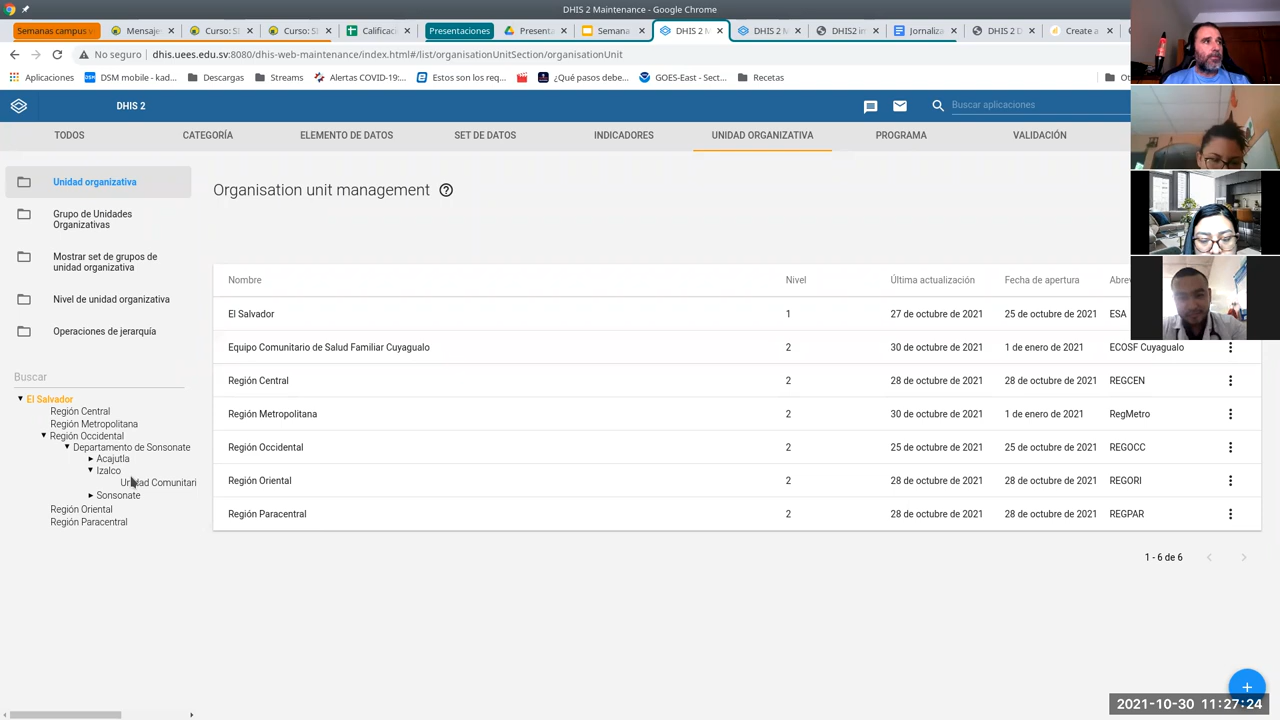 DHIS 2 Maintenance - Google Chrome
Semanas campus v
Mensaje
Curso: S
Curso: S
Calificac
Presentaciones
Present
Semana
DHIS2 M
DHIS 2 M
DHIS2 in
Jornaliz
DHIS 2 D
Create a
No seguro
dhis.uees.edu.sv:8080/dhis-web-maintenance/index.html#/list/organisationUnitSection/organisationUnit
Aplicaciones
DSM mobile - kad...
Descargas
Streams
Alertas COVID-19:...
Estos son los req...
¿Qué pasos debe...
GOES-East - Sect...
Recetas
Ot
DHIS 2
Buscar aplicaciones
TODOS
CATEGORÍA
ELEMENTO DE DATOS
SET DE DATOS
INDICADORES
UNIDAD ORGANIZATIVA
PROGRAMA
VALIDACIÓN
Unidad organizativa
Grupo de Unidades
Organizativas
Mostrar set de grupos de
unidad organizativa
Nivel de unidad organizativa
Operaciones de jerarquía
Buscar
El Salvador
Región Central
Región Metropolitana
Región Occidental
Departamento de Sonsonate
Acajutla
Izalco
Unidad Comunitari
Sonsonate
Región Oriental
Región Paracentral
Organisation unit management
Nombre Nivel Última actualización Fecha de apertura Abrev
El Salvador 1 27 de octubre de 2021 25 de octubre de 2021 ESA
Equipo Comunitario de Salud Familiar Cuyagualo 2 30 de octubre de 2021 1 de enero de 2021 ECOSF Cuyagualo
Región Central 2 28 de octubre de 2021 28 de octubre de 2021 REGCEN
Región Metropolitana 2 30 de octubre de 2021 1 de enero de 2021 RegMetro
Región Occidental 2 25 de octubre de 2021 25 de octubre de 2021 REGOCC
Región Oriental 2 28 de octubre de 2021 28 de octubre de 2021 REGORI
Región Paracentral 2 28 de octubre de 2021 28 de octubre de 2021 REGPAR
1 - 6 de 6
2021-10-30 11:27:24